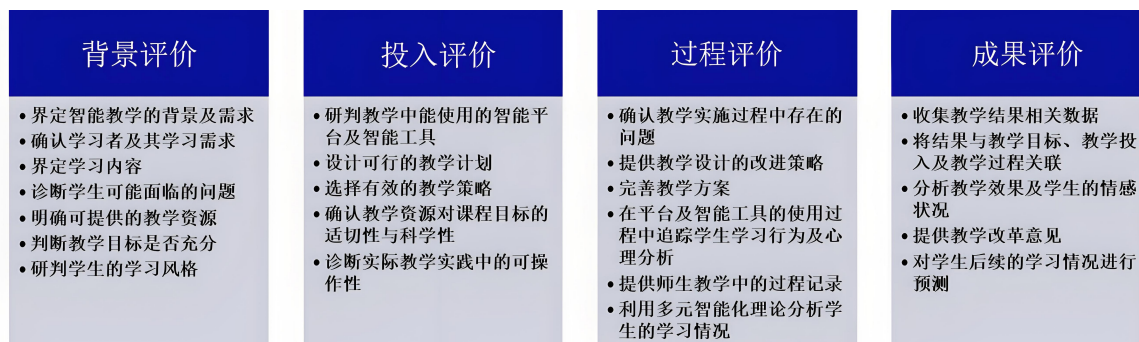 背景评价
• 界定智能教学的背景及需求
• 确认学习者及其学习需求
• 界定学习内容
• 诊断学生可能面临的问题
• 明确可提供的教学资源
• 判断教学目标是否充分
• 研判学生的学习风格
投入评价
• 研判教学中能使用的智能平
台及智能工具
• 设计可行的教学计划
• 选择有效的教学策略
• 确认教学资源对课程目标的
适切性与科学性
• 诊断实际教学实践中的可操
作性
过程评价
• 确认教学实施过程中存在的
问题
• 提供教学设计的改进策略
• 完善教学方案
• 在平台及智能工具的使用过
程中追踪学生学习行为及心
理分析
• 提供师生教学中的过程记录
• 利用多元智能化理论分析学
生的学习情况
成果评价
• 收集教学结果相关数据
• 将结果与教学目标、教学投
入及教学过程关联
• 分析教学效果及学生的情感
状况
• 提供教学改革意见
• 对学生后续的学习情况进行
预测